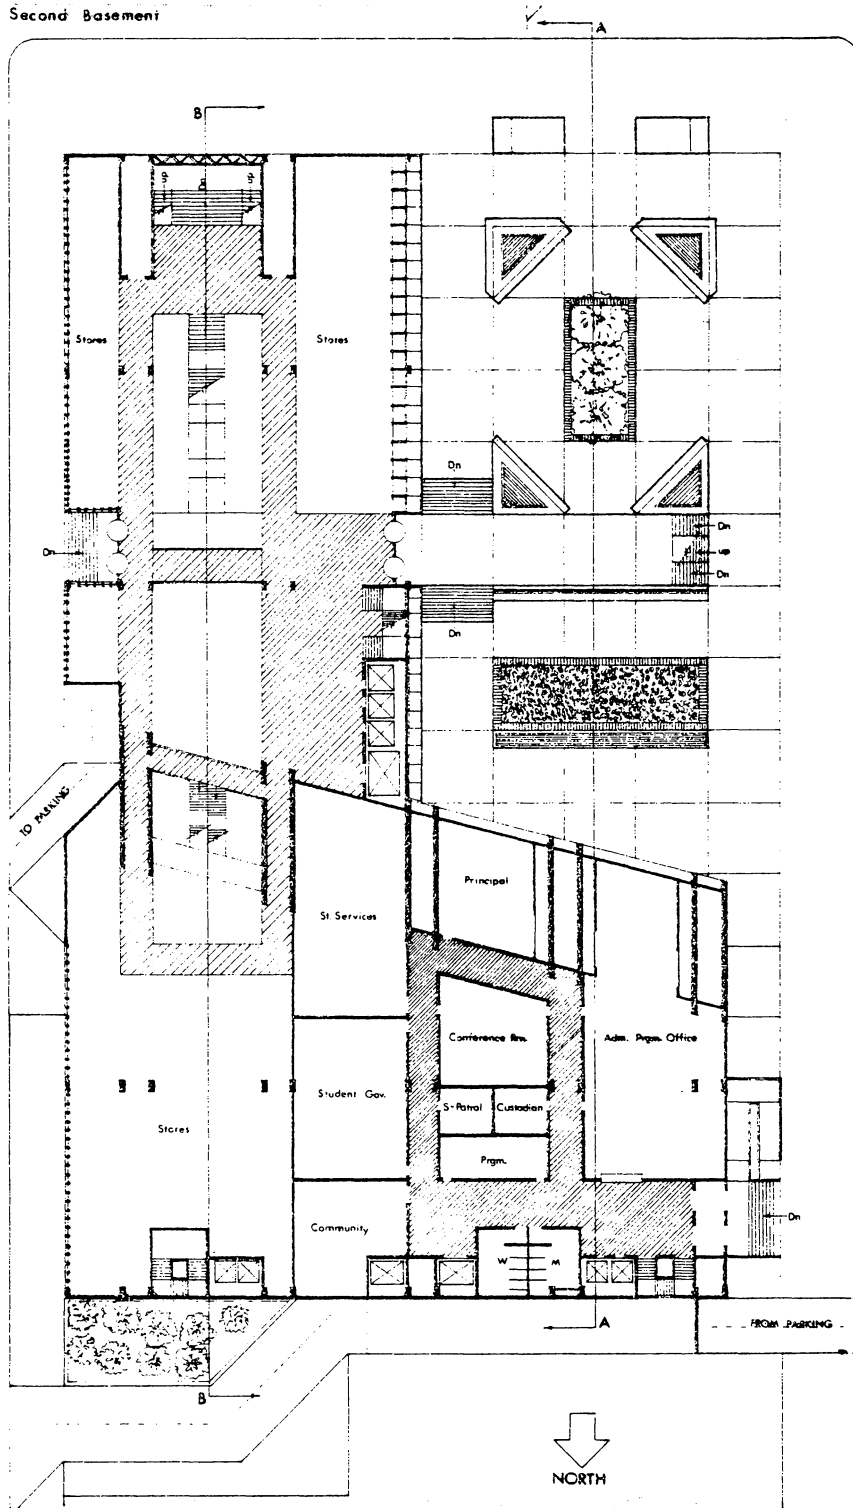 Second Basement
A
B
up
up
Stores
Stores
Dn
Dn
up
Dn
Dn
Dn
TO PARKING
Principal
St. Services
Conference Rm.
Adm. Prgm. Office
Student Gov.
S-Patrol
Custodian
Stores
Prgm.
Dn
Community
W
M
A
FROM PARKING
B
NORTH